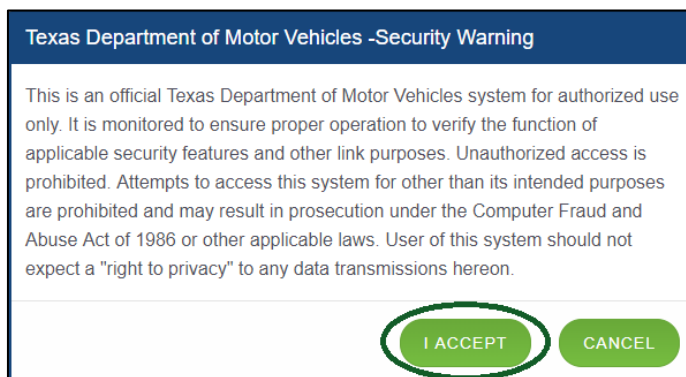 Texas Department of Motor Vehicles -Security Warning
This is an official Texas Department of Motor Vehicles system for authorized use
only. It is monitored to ensure proper operation to verify the function of
applicable security features and other link purposes. Unauthorized access is
prohibited. Attempts to access this system for other than its intended purposes
are prohibited and may result in prosecution under the Computer Fraud and
Abuse Act of 1986 or other applicable laws. User of this system should not
expect a "right to privacy" to any data transmissions hereon.
I ACCEPT CANCEL